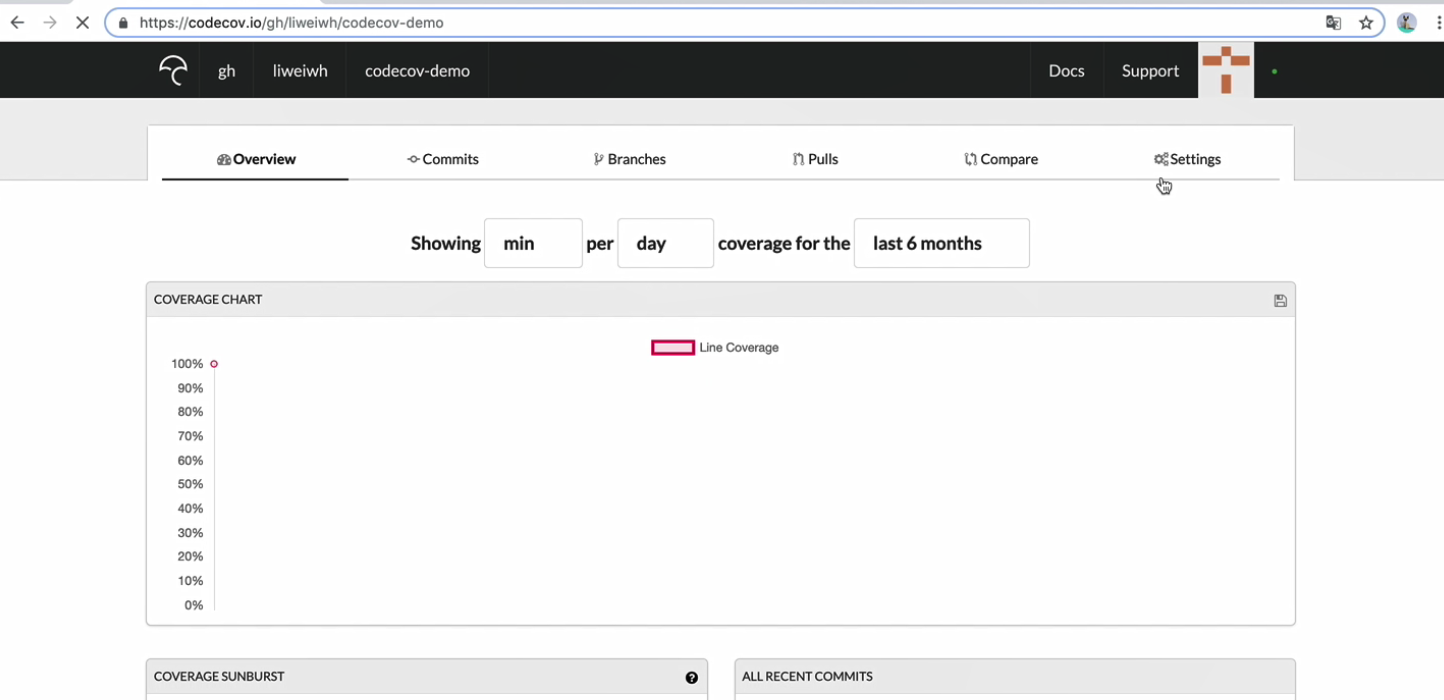 https://codecov.io/gh/liweiwh/codecov-demo
gh liweiwh codecov-demo Docs Support
Overview Commits Branches Pulls Compare Settings
Showing min per day coverage for the last 6 months
COVERAGE CHART
Line Coverage
100%
90%
80%
70%
60%
50%
40%
30%
20%
10%
0%
COVERAGE SUNBURST ?
ALL RECENT COMMITS